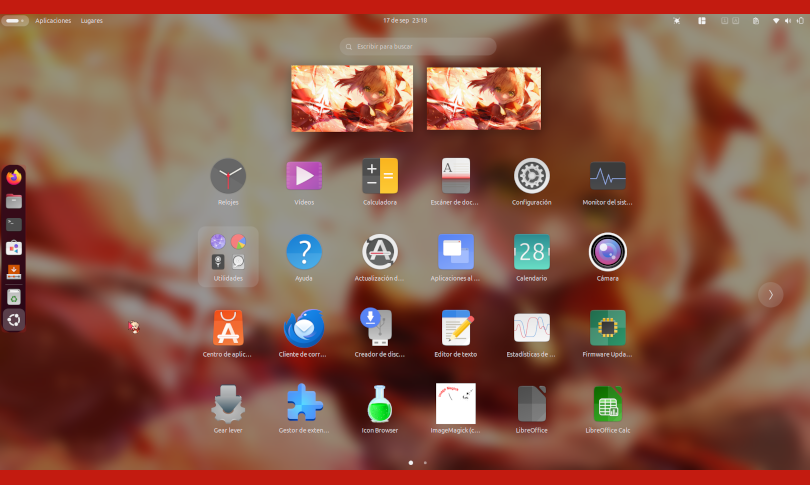 Aplicaciones Lugares 17 de sep 23:18
Escribir para buscar
Relojes Vídeos Calculadora Escáner de doc... Configuración Monitor del sist...
Utilidades Ayuda Actualización d... Aplicaciones al ... Calendario Cámara
28
Centro de aplic... Cliente de corr... Creador de disc... Editor de texto Estadísticas de ... Firmware Upda...
Gear lever Gestor de exten... Icon Browser ImageMagick (c... LibreOffice LibreOffice Calc